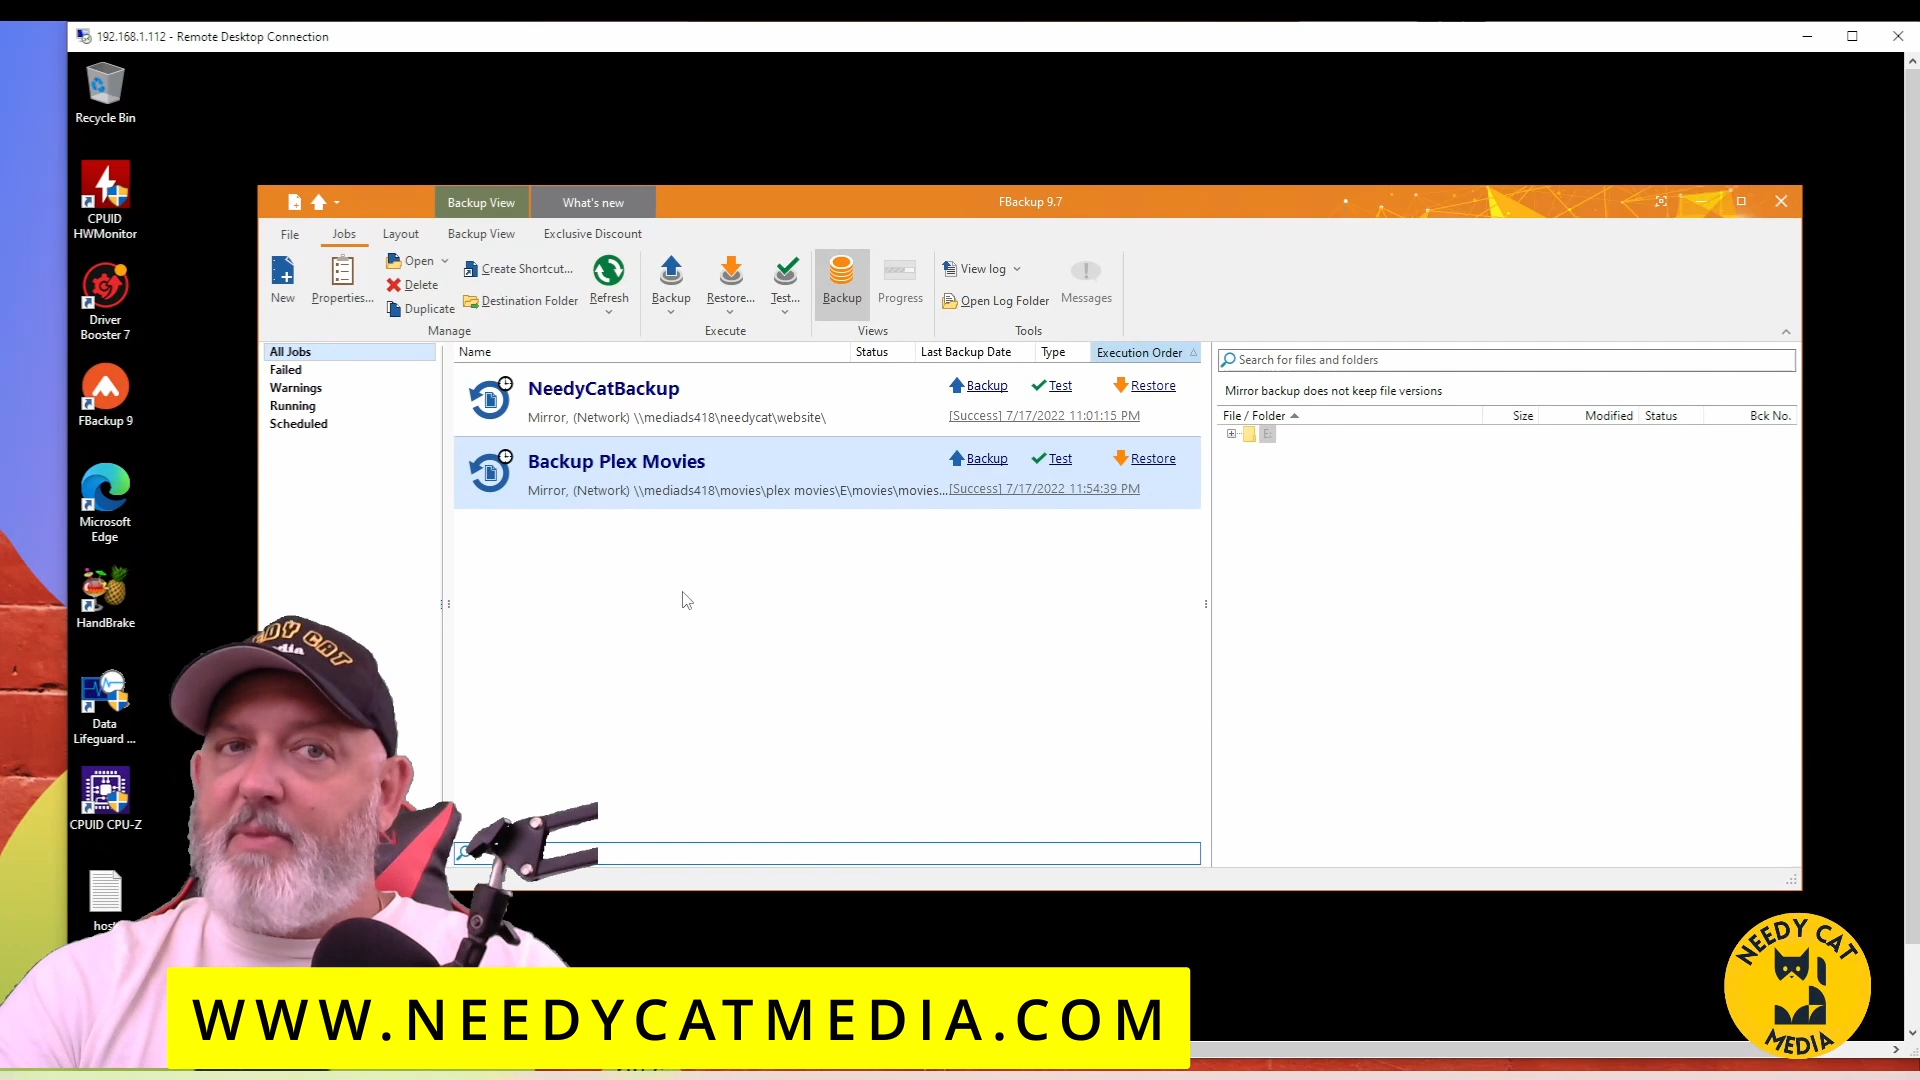 192.168.1.112 - Remote Desktop Connection
Recycle Bin
CPUID
HWMonitor
Driver
Booster 7
FBackup 9
Microsoft
Edge
HandBrake
Data
Lifeguard ...
CPUID CPU-Z
Backup View
What's new
FBackup 9.7
File
Jobs
Layout
Backup View
Exclusive Discount
New
Properties...
Open
Delete
Duplicate
Create Shortcut...
Destination Folder
Refresh
Manage
Backup
Restore...
Test...
Execute
Backup
Progress
Views
View log
Open Log Folder
Messages
Tools
All Jobs
Failed
Warnings
Running
Scheduled
Name
Status
Last Backup Date
Type
Execution Order
NeedyCatBackup
Backup
Test
Restore
Mirror, (Network) \\mediads418\needycat\website\
[Success] 7/17/2022 11:01:15 PM
Backup Plex Movies
Backup
Test
Restore
Mirror, (Network) \\mediads418\movies\plex movies\E\movies\movies...
[Success] 7/17/2022 11:54:39 PM
Search for files and folders
Mirror backup does not keep file versions
File / Folder
Size
Modified
Status
Bck No.
E:
NEEDY CAT
MEDIA
WWW.NEEDYCATMEDIA.COM